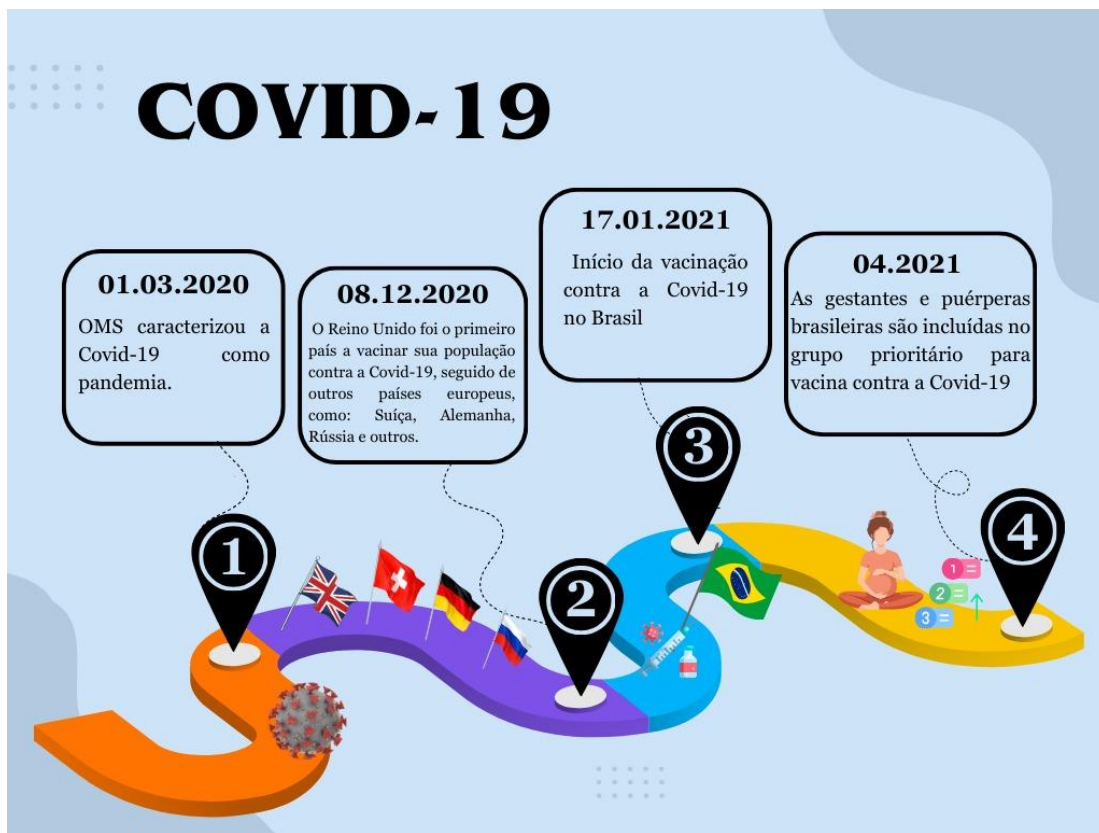 COVID-19
01.03.2020
OMS caracterizou a
Covid-19 como
pandemia.
08.12.2020
O Reino Unido foi o primeiro
país a vacinar sua população
contra a Covid-19, seguido de
outros países europeus,
como: Suíça, Alemanha,
Rússia e outros.
17.01.2021
Início da vacinação
contra a Covid-19
no Brasil
04.2021
As gestantes e puérperas
brasileiras são incluídas no
grupo prioritário para
vacina contra a Covid-19
1
2
3
4
1 =
2 =
3 =